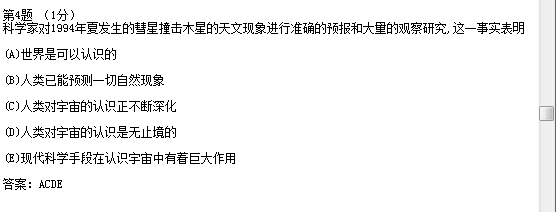 第4题 （1分）
科学家对1994年夏发生的彗星撞击木星的天文现象进行准确的预报和大量的观察研究,这一事实表明
(A)世界是可以认识的
(B)人类已能预测一切自然现象
(C)人类对宇宙的认识正不断深化
(D)人类对宇宙的认识是无止境的
(E)现代科学手段在认识宇宙中有着巨大作用
答案：ACDE